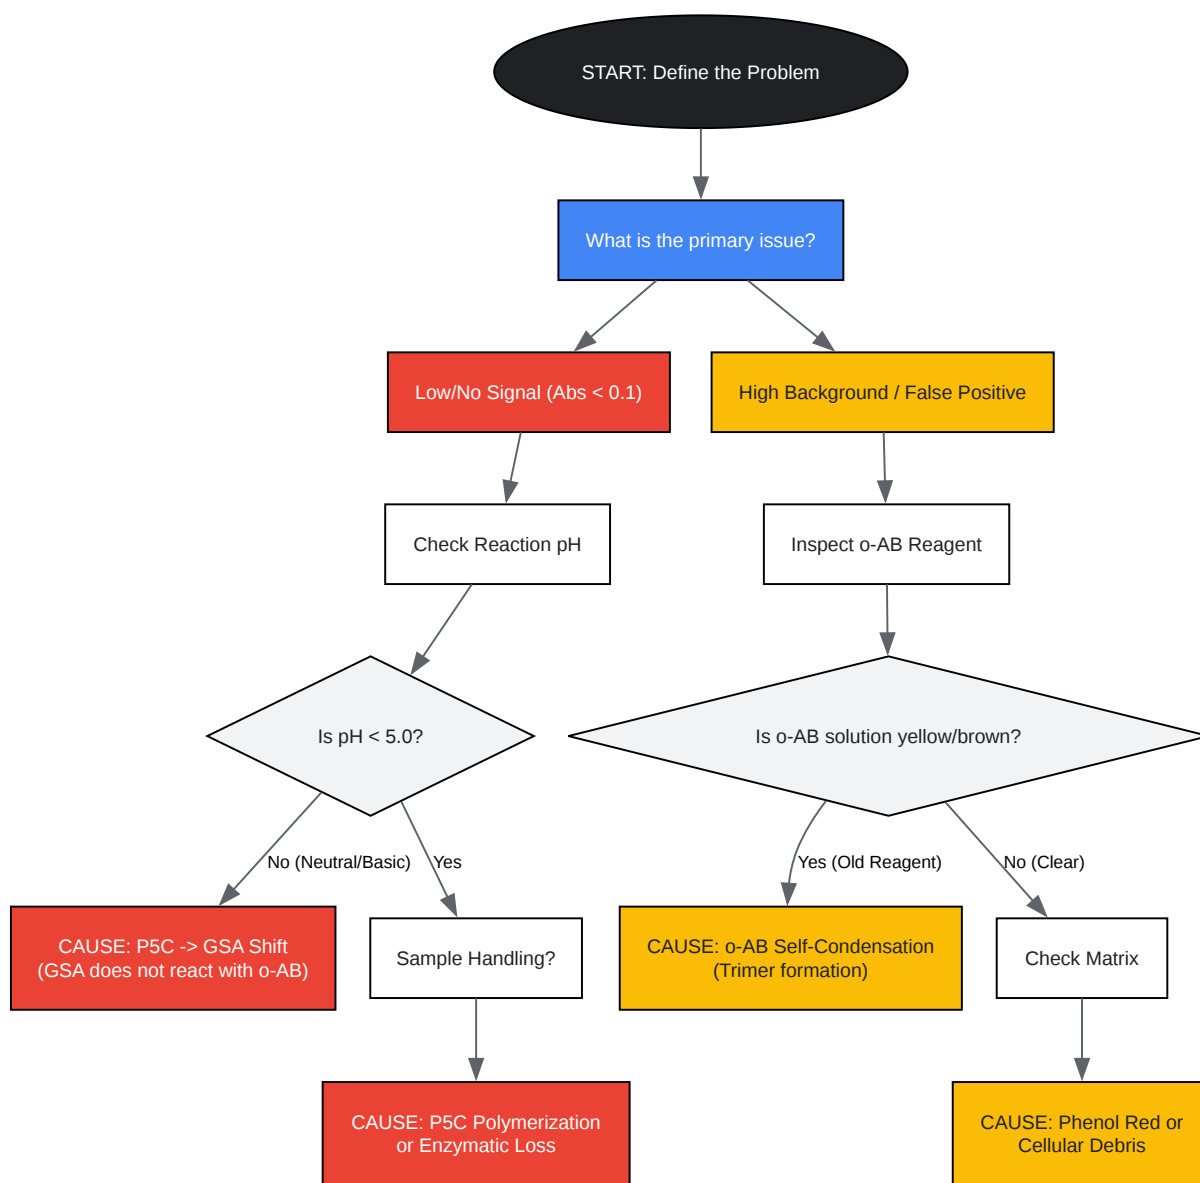 START: Define the Problem
What is the primary issue?
Low/No Signal (Abs < 0.1)
High Background / False Positive
Check Reaction pH
Inspect o-AB Reagent
Is pH < 5.0?
Is o-AB solution yellow/brown?
No (Neutral/Basic)
Yes
Yes (Old Reagent)
No (Clear)
CAUSE: P5C -> GSA Shift
(GSA does not react with o-AB)
Sample Handling?
CAUSE: o-AB Self-Condensation
(Trimer formation)
Check Matrix
CAUSE: P5C Polymerization
or Enzymatic Loss
CAUSE: Phenol Red or
Cellular Debris